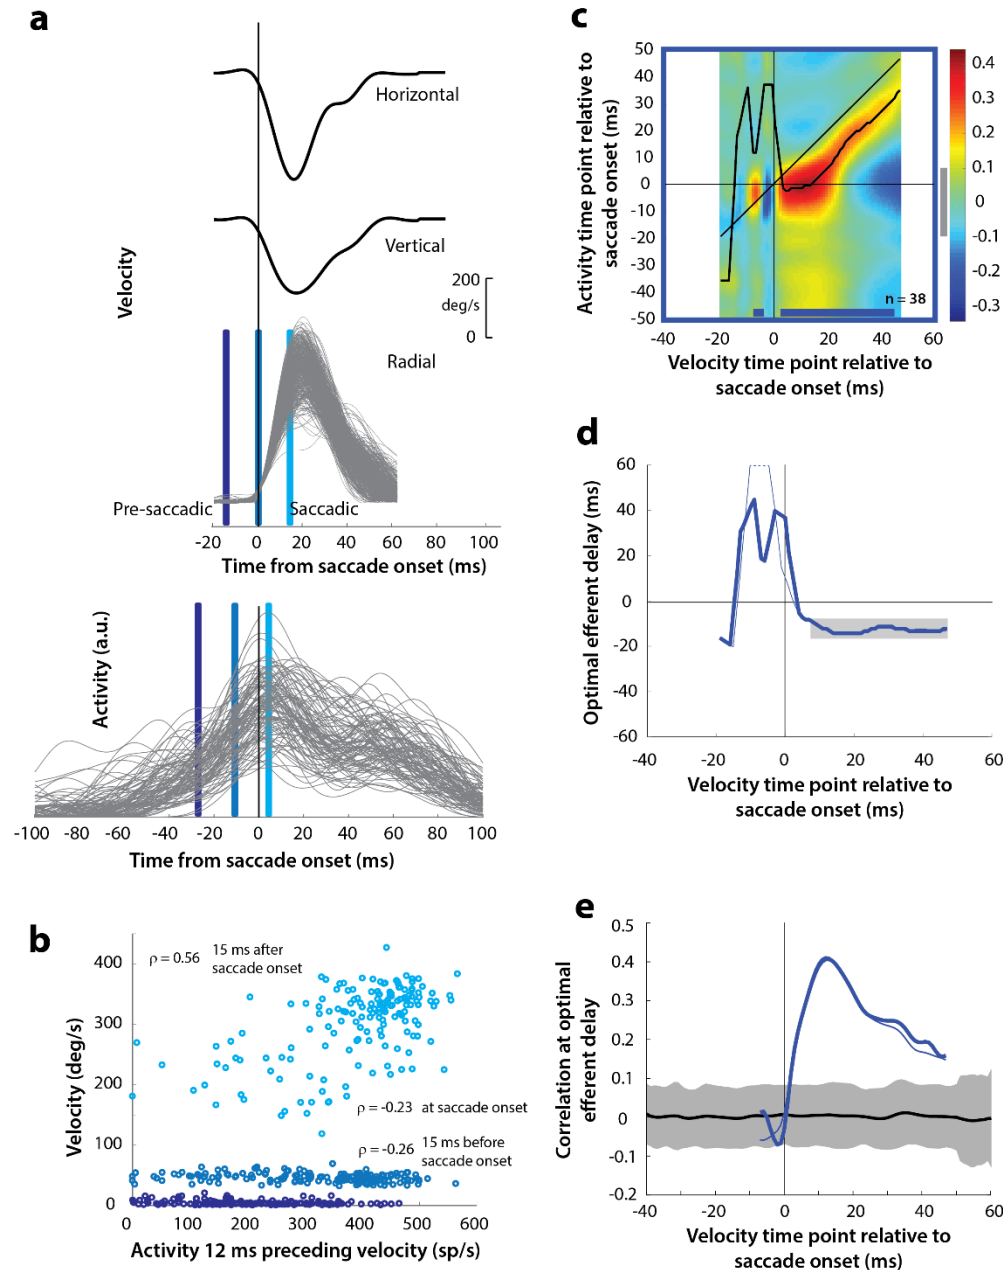 a
Horizontal
Vertical
Velocity
200
deg/s
0
Radial
Pre-saccadic
Saccadic
-20 0 20 40 60 80 100
Time from saccade onset (ms)
Activity (a.u.)
-100 -80 -60 -40 -20 0 20 40 60 80 100
Time from saccade onset (ms)
b
ρ = 0.56 15 ms after
saccade onset
ρ = -0.23 at saccade onset
ρ = -0.26 15 ms before
saccade onset
Velocity (deg/s)
400
300
200
100
0
0 100 200 300 400 500 600
Activity 12 ms preceding velocity (sp/s)
c
Activity time point relative to
saccade onset (ms)
50
40
30
20
10
0
-10
-20
-30
-40
-50
n = 38
-40 -20 0 20 40 60
Velocity time point relative to
saccade onset (ms)
0.4
0.3
0.2
0.1
0
-0.1
-0.2
-0.3
d
Optimal efferent delay (ms)
60
40
20
0
-20
-40
-60
-40 -20 0 20 40 60
Velocity time point relative to
saccade onset (ms)
e
Correlation at optimal
efferent delay
0.5
0.4
0.3
0.2
0.1
0
-0.1
-0.2
-40 -20 0 20 40 60
Velocity time point relative to
saccade onset (ms)